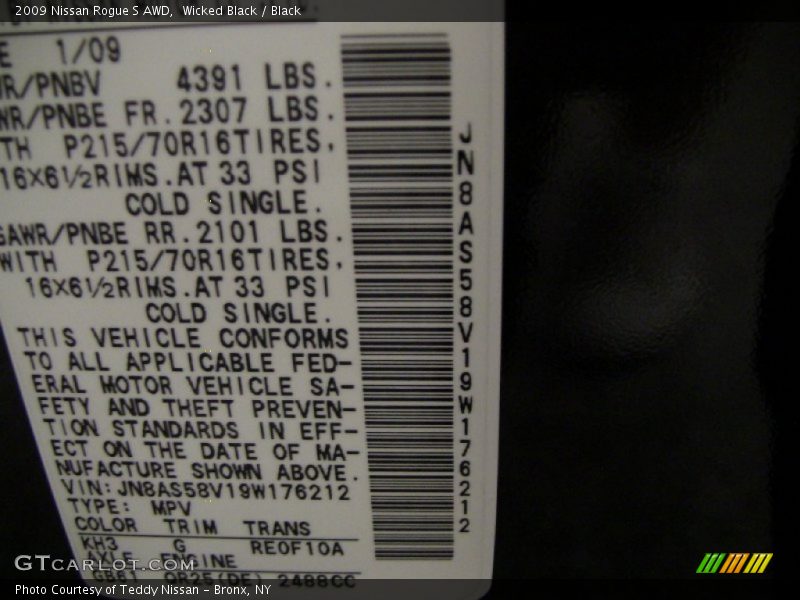 2009 Nissan Rogue S AWD, Wicked Black / Black
E 1/09
WR/PNBV 4391 LBS.
WR/PNBE FR. 2307 LBS.
TH P215/70R16TIRES,
16X6½RIMS.AT 33 PSI
COLD SINGLE.
GAWR/PNBE RR.2101 LBS.
WITH P215/70R16TIRES,
16X6½RIMS.AT 33 PSI
COLD SINGLE.
THIS VEHICLE CONFORMS
TO ALL APPLICABLE FED-
ERAL MOTOR VEHICLE SA-
FETY AND THEFT PREVEN-
TION STANDARDS IN EFF-
ECT ON THE DATE OF MA-
NUFACTURE SHOWN ABOVE.
VIN: JN8AS58V19W176212
TYPE: MPV
COLOR TRIM TRANS
KH3 G RE0F10A
AXLE ENGINE
GB61 QR25(DE) 2488CC
JN8AS58V19W176212
GTCARLOT.COM
Photo Courtesy of Teddy Nissan - Bronx, NY